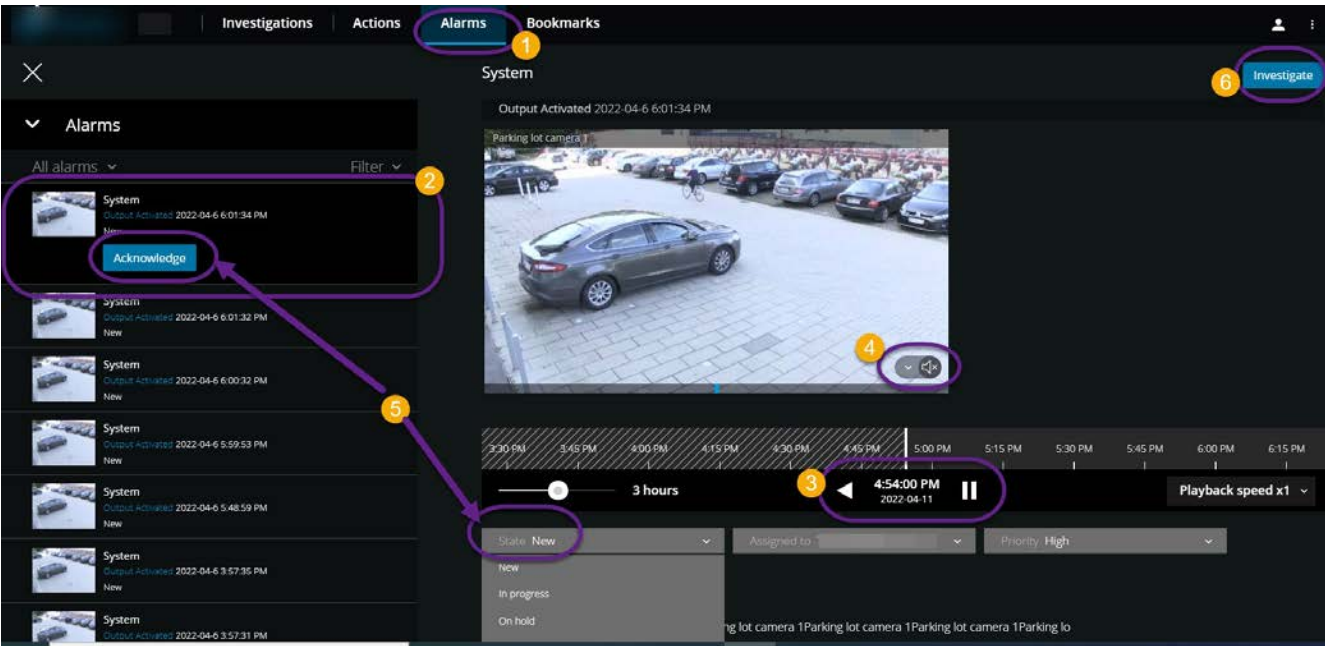 Investigations Actions Alarms Bookmarks
1
System
6
Investigate
Output Activated 2022-04-6 6:01:34 PM
Alarms
All alarms Filter
2
System
Output Activated 2022-04-6 6:01:34 PM
New
Acknowledge
System
Output Activated 2022-04-6 6:01:32 PM
New
System
Output Activated 2022-04-6 6:00:32 PM
New
5
System
Output Activated 2022-04-6 5:59:53 PM
New
System
Output Activated 2022-04-6 5:48:59 PM
New
System
Output Activated 2022-04-6 3:57:35 PM
New
System
Output Activated 2022-04-6 3:57:31 PM
Parking lot camera 1
4
3:30 PM 3:45 PM 4:00 PM 4:15 PM 4:30 PM 4:45 PM 5:00 PM 5:15 PM 5:30 PM 5:45 PM 6:00 PM 6:15 PM
3 hours
3
4:54:00 PM
2022-04-11
Playback speed x1
State New
Assigned to
Priority High
New
In progress
On hold
ng lot camera 1Parking lot camera 1Parking lot camera 1Parking lo